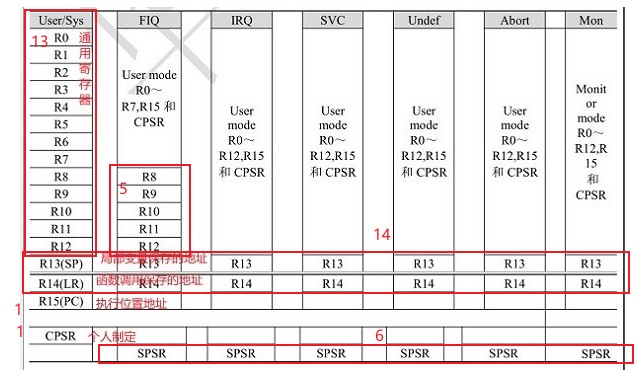 User/Sys FIQ IRQ SVC Undef Abort Mon
13 通用寄存器
R0
R1
R2
R3
R4
R5
R6
R7
R8
R9
R10
R11
R12
User mode
R0～
R7,R15 和
CPSR
5
R8
R9
R10
R11
R12
User
mode
R0～
R12,R15
和 CPSR
User
mode
R0～
R12,R15
和 CPSR
User
mode
R0～
R12,R15
和 CPSR
User
mode
R0～
R12,R15
和 CPSR
Monit
or
mode
R0～
R12,R
15
和
CPSR
14
R13(SP) 局部变量保存的地址 R13 R13 R13 R13 R13 R13
R14(LR) 函数调用保存的地址 R14 R14 R14 R14 R14 R14
1 R15(PC) 执行位置地址
1 CPSR 个人制定 6
SPSR SPSR SPSR SPSR SPSR SPSR